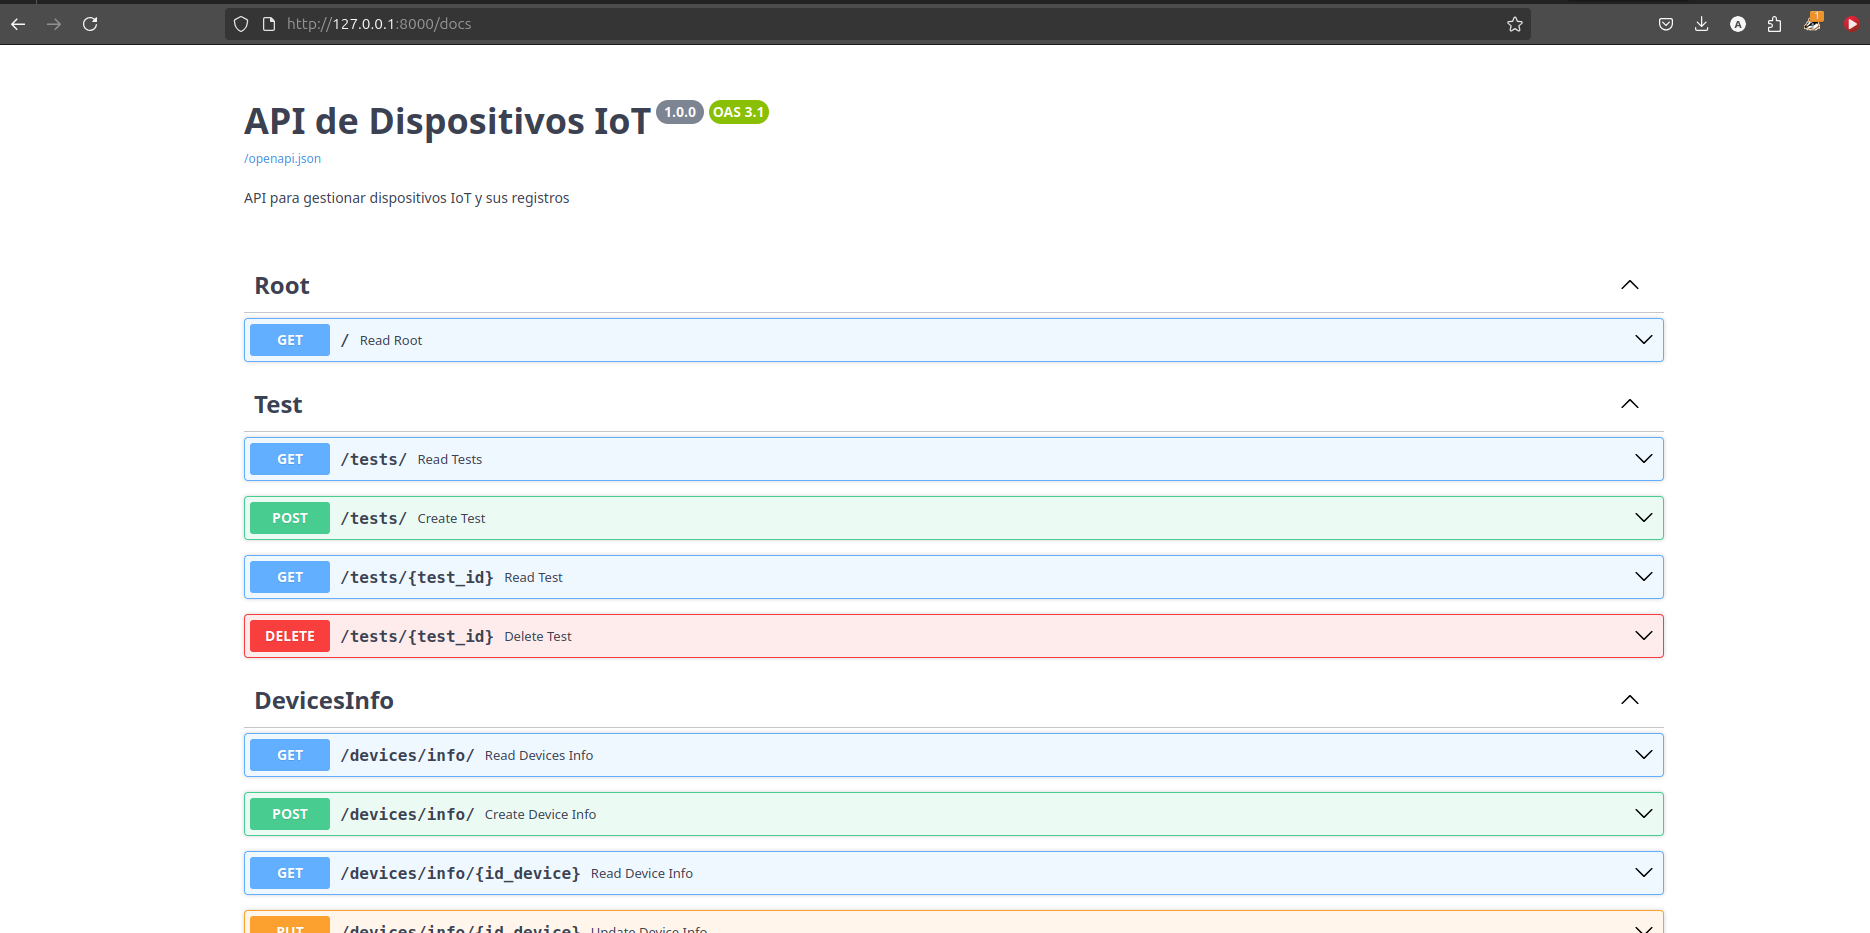 http://127.0.0.1:8000/docs
A
1
API de Dispositivos IoT 1.0.0 OAS 3.1
/openapi.json
API para gestionar dispositivos IoT y sus registros
Root
GET / Read Root
Test
GET /tests/ Read Tests
POST /tests/ Create Test
GET /tests/{test_id} Read Test
DELETE /tests/{test_id} Delete Test
DevicesInfo
GET /devices/info/ Read Devices Info
POST /devices/info/ Create Device Info
GET /devices/info/{id_device} Read Device Info
PUT /devices/info/{id_device} Update Device Info